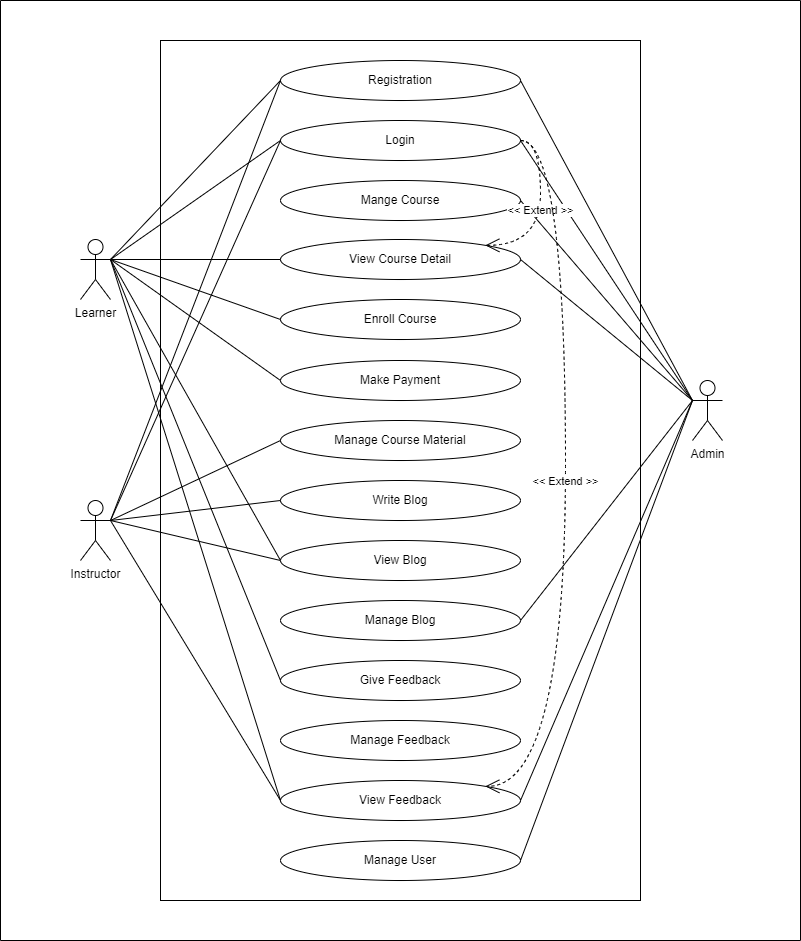 Registration
Login
Mange Course
<< Extend >>
View Course Detail
Learner
Enroll Course
Make Payment
Admin
Manage Course Material
<< Extend >>
Write Blog
View Blog
Instructor
Manage Blog
Give Feedback
Manage Feedback
View Feedback
Manage User